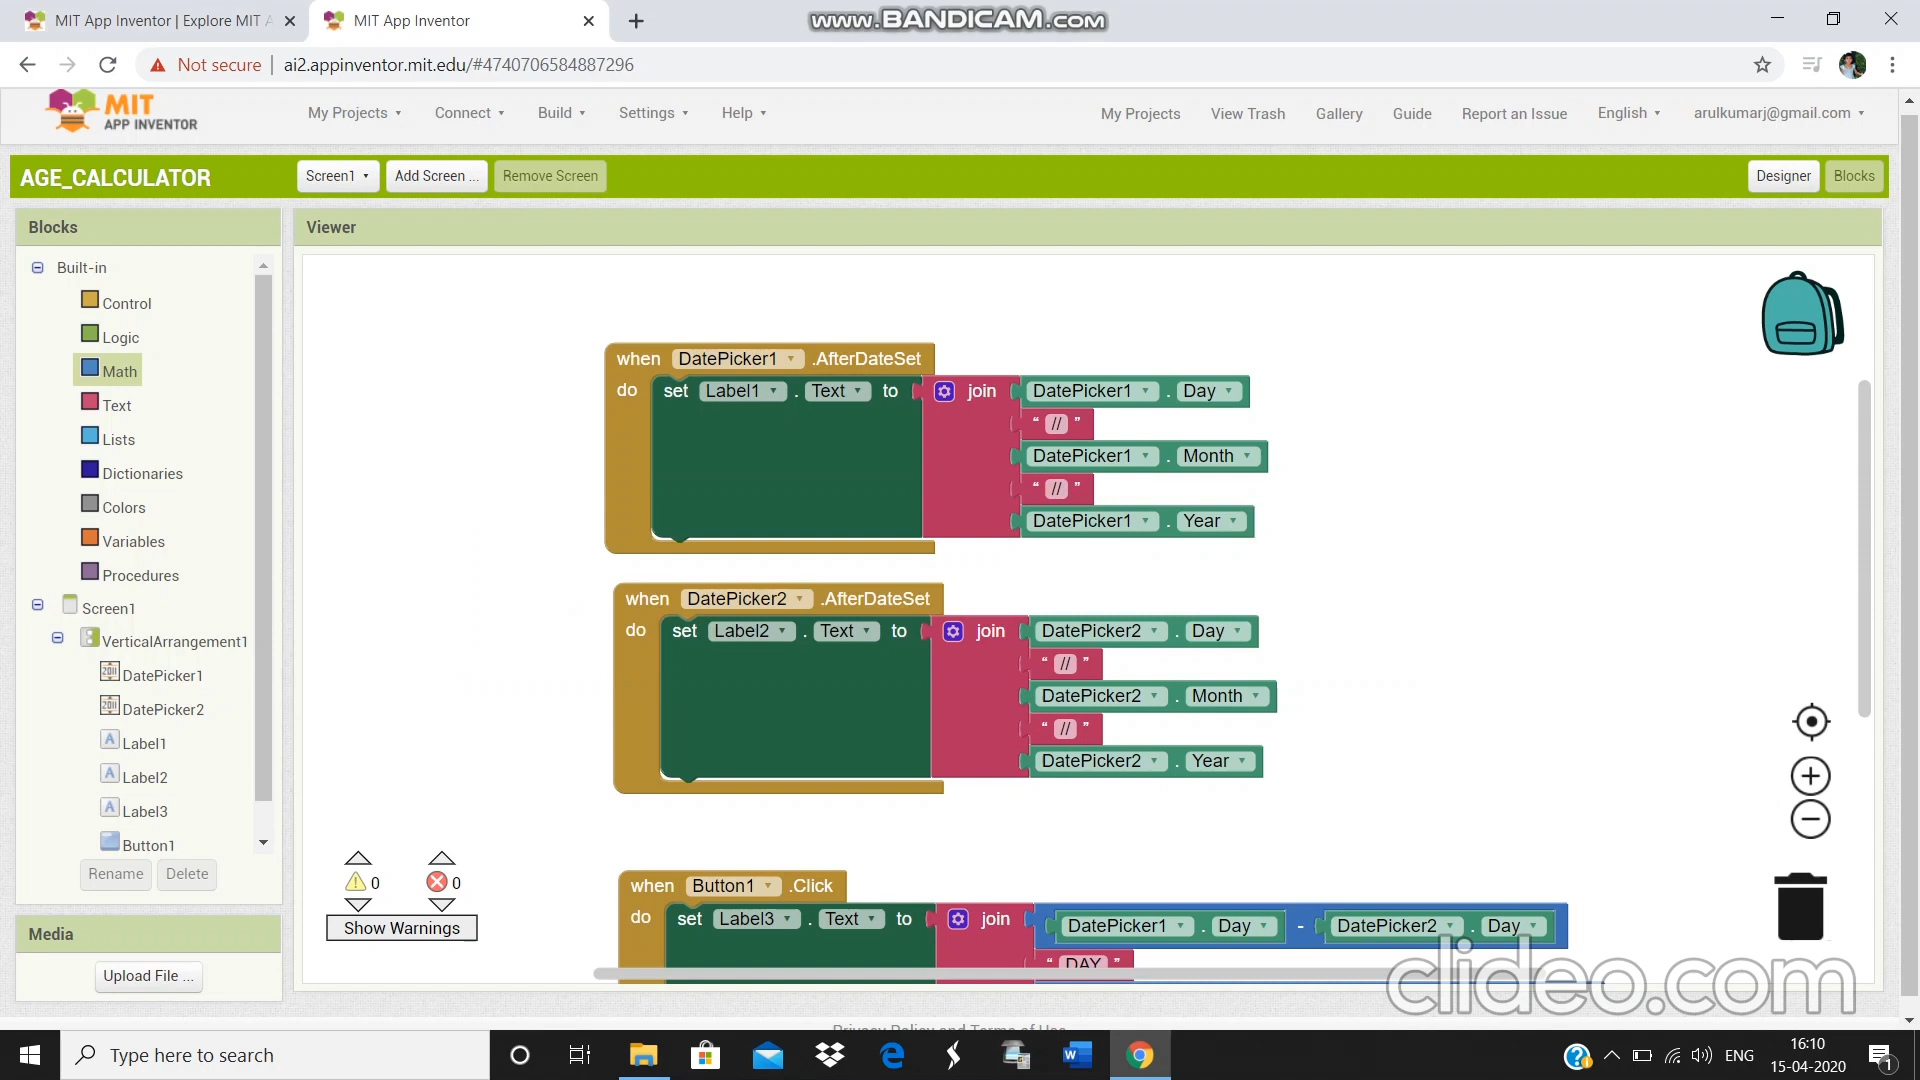 MIT App Inventor | Explore MIT A
MIT App Inventor
www.BANDICAM.com
Not secure
ai2.appinventor.mit.edu/#4740706584887296
MIT
APP INVENTOR
My Projects
Connect
Build
Settings
Help
My Projects
View Trash
Gallery
Guide
Report an Issue
English
arulkumarj@gmail.com
AGE_CALCULATOR
Screen1
Add Screen ...
Remove Screen
Designer
Blocks
Blocks
Viewer
Built-in
Control
Logic
Math
Text
Lists
Dictionaries
Colors
Variables
Procedures
Screen1
VerticalArrangement1
DatePicker1
DatePicker2
Label1
Label2
Label3
Button1
Rename
Delete
Media
Upload File ...
when DatePicker1 .AfterDateSet
do set Label1 . Text to join DatePicker1 . Day
“ // ”
DatePicker1 . Month
“ // ”
DatePicker1 . Year
when DatePicker2 .AfterDateSet
do set Label2 . Text to join DatePicker2 . Day
“ // ”
DatePicker2 . Month
“ // ”
DatePicker2 . Year
when Button1 .Click
do set Label3 . Text to join DatePicker1 . Day - DatePicker2 . Day
“ DAY ”
0
0
Show Warnings
clideo.com
Privacy Policy and Terms of Use
Type here to search
ENG
16:10
15-04-2020
1